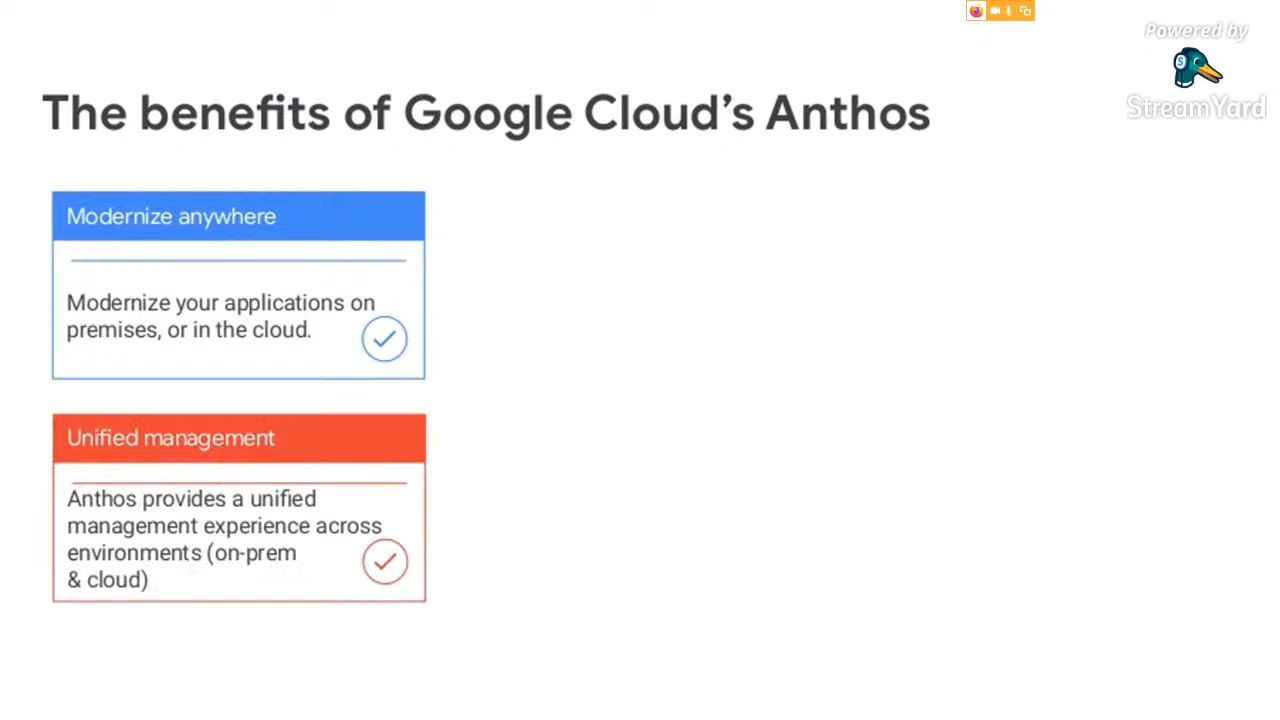 Powered by
S
StreamYard
The benefits of Google Cloud’s Anthos
Modernize anywhere
Modernize your applications on
premises, or in the cloud.
Unified management
Anthos provides a unified
management experience across
environments (on-prem
& cloud)